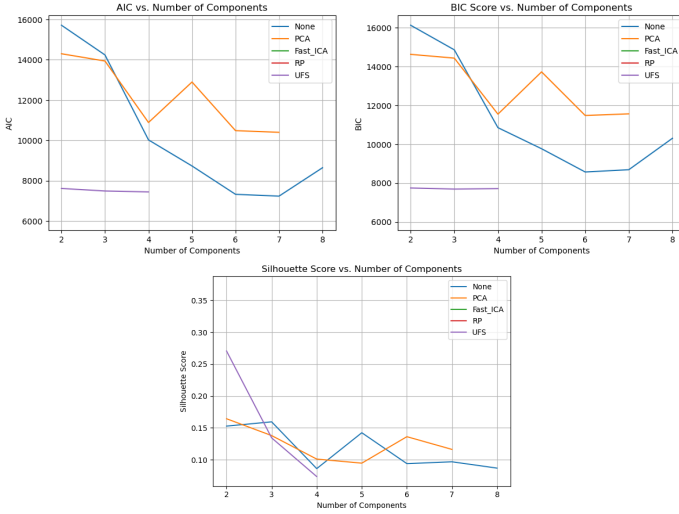 AIC vs. Number of Components
16000
14000
12000
10000
8000
6000
AIC
2 3 4 5 6 7 8
Number of Components
None
PCA
Fast_ICA
RP
UFS
BIC Score vs. Number of Components
16000
14000
12000
10000
8000
6000
BIC
2 3 4 5 6 7 8
Number of Components
None
PCA
Fast_ICA
RP
UFS
Silhouette Score vs. Number of Components
0.35
0.30
0.25
0.20
0.15
0.10
Silhouette Score
2 3 4 5 6 7 8
Number of Components
None
PCA
Fast_ICA
RP
UFS